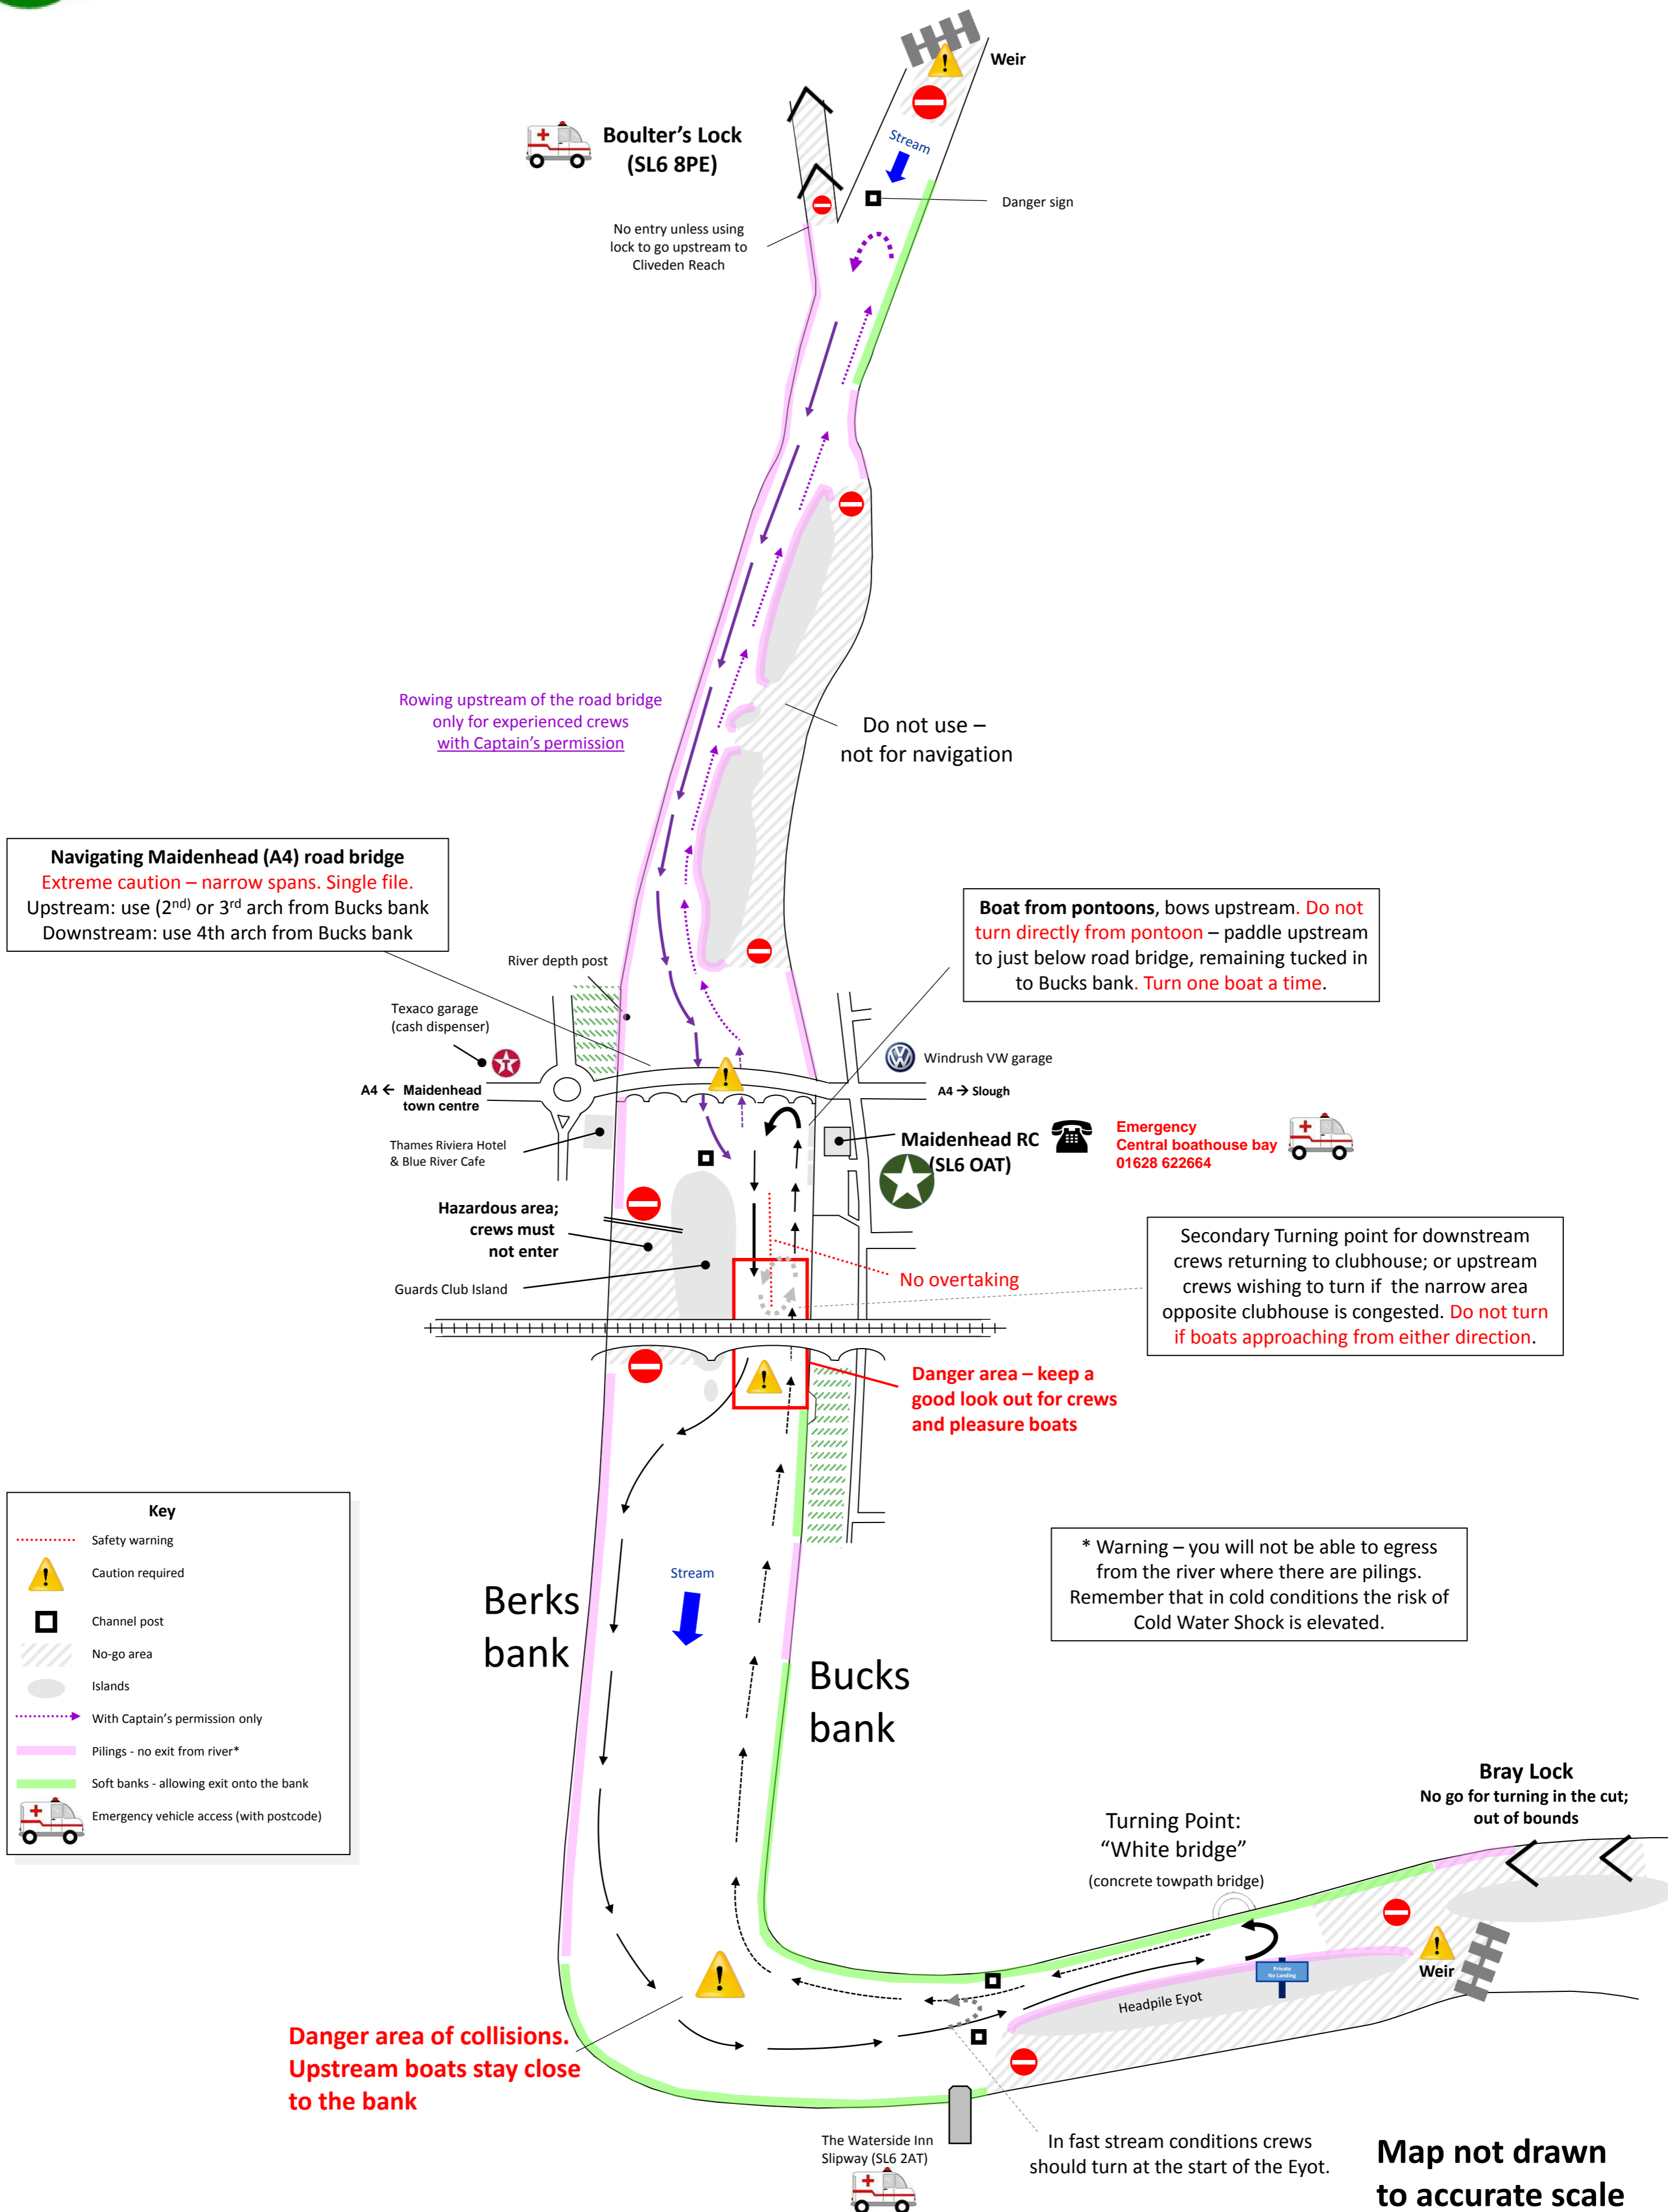 Weir
Boulter's Lock
(SL6 8PE)
Stream
Danger sign
No entry unless using
lock to go upstream to
Cliveden Reach
Rowing upstream of the road bridge
only for experienced crews
with Captain's permission
Do not use –
not for navigation
Navigating Maidenhead (A4) road bridge
Extreme caution – narrow spans. Single file.
Upstream: use (2nd) or 3rd arch from Bucks bank
Downstream: use 4th arch from Bucks bank
Boat from pontoons, bows upstream. Do not
turn directly from pontoon – paddle upstream
to just below road bridge, remaining tucked in
to Bucks bank. Turn one boat a time.
River depth post
Texaco garage
(cash dispenser)
T
Windrush VW garage
A4 ← Maidenhead
town centre
A4 → Slough
Thames Riviera Hotel
& Blue River Cafe
Maidenhead RC
(SL6 OAT)
Emergency
Central boathouse bay
01628 622664
Hazardous area;
crews must
not enter
Guards Club Island
No overtaking
Secondary Turning point for downstream
crews returning to clubhouse; or upstream
crews wishing to turn if the narrow area
opposite clubhouse is congested. Do not turn
if boats approaching from either direction.
Danger area – keep a
good look out for crews
and pleasure boats
Key
Safety warning
Caution required
Channel post
No-go area
Islands
With Captain's permission only
Pilings - no exit from river*
Soft banks - allowing exit onto the bank
Emergency vehicle access (with postcode)
* Warning – you will not be able to egress
from the river where there are pilings.
Remember that in cold conditions the risk of
Cold Water Shock is elevated.
Stream
Berks
bank
Bucks
bank
Bray Lock
No go for turning in the cut;
out of bounds
Turning Point:
"White bridge"
(concrete towpath bridge)
Weir
Private
No Landing
Headpile Eyot
Danger area of collisions.
Upstream boats stay close
to the bank
The Waterside Inn
Slipway (SL6 2AT)
In fast stream conditions crews
should turn at the start of the Eyot.
Map not drawn
to accurate scale